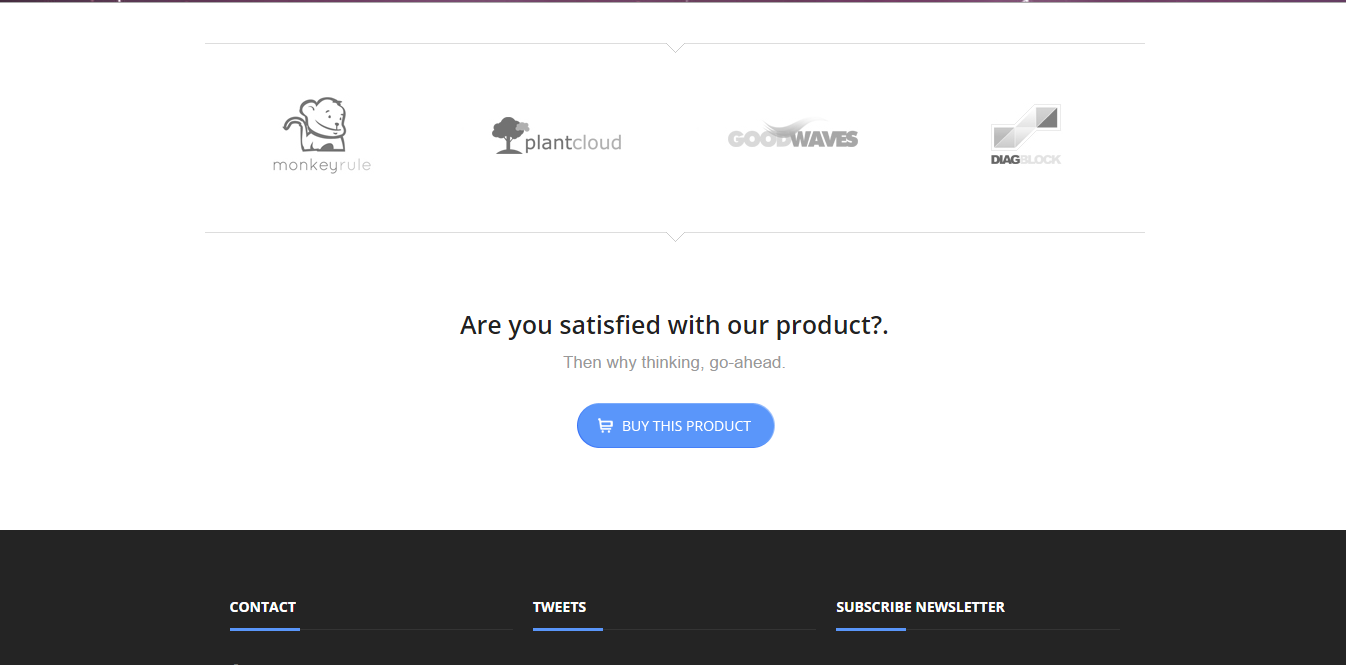 monkeyrule
plantcloud
GOODWAVES
DIAGBLOCK
Are you satisfied with our product?.
Then why thinking, go-ahead.
BUY THIS PRODUCT
CONTACT
TWEETS
SUBSCRIBE NEWSLETTER